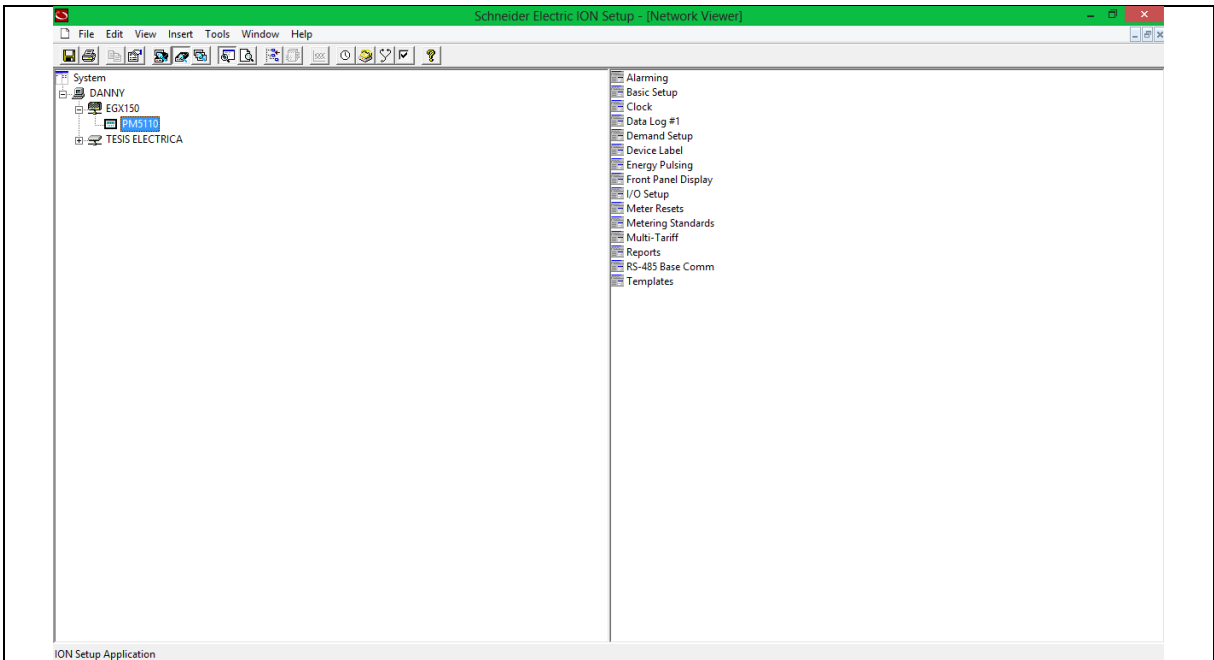 Schneider Electric ION Setup - [Network Viewer]
File Edit View Insert Tools Window Help
System
DANNY
EGX150
PM5110
TESIS ELECTRICA
Alarming
Basic Setup
Clock
Data Log #1
Demand Setup
Device Label
Energy Pulsing
Front Panel Display
I/O Setup
Meter Resets
Metering Standards
Multi-Tariff
Reports
RS-485 Base Comm
Templates
ION Setup Application